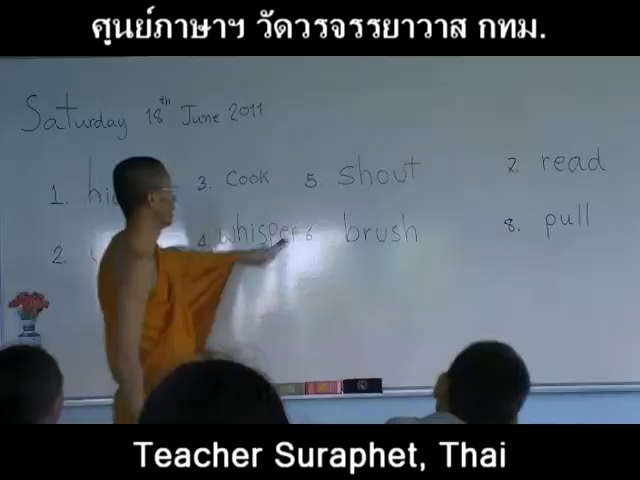 ศูนย์ภาษาฯ วัดวรจรรยาวาส กทม.
Saturday 18th June 2011
1. 3. Cook 5. shout 7. read
2. 4. whisper 6 brush 8. pull
Teacher Suraphet, Thai